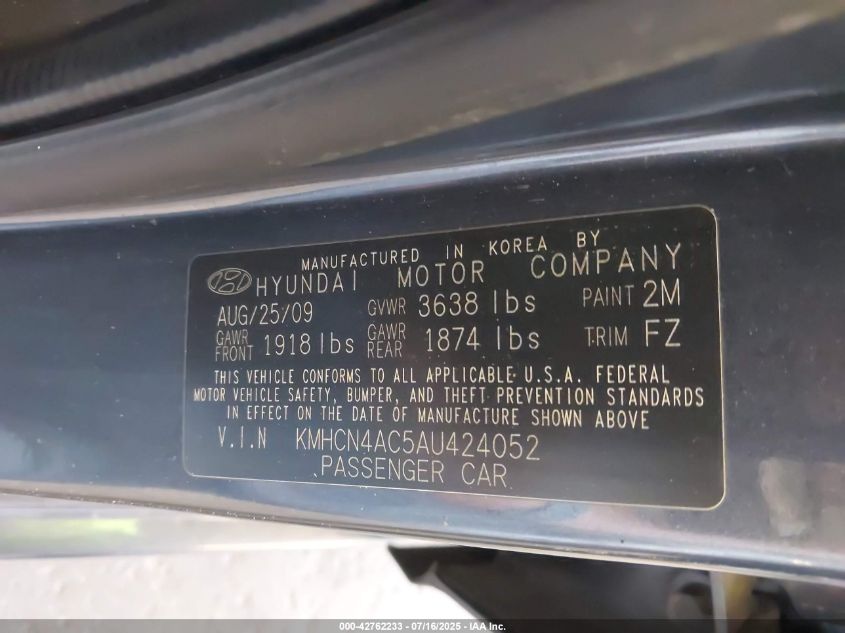 MANUFACTURED IN KOREA BY
HYUNDAI MOTOR COMPANY
AUG/25/09 GVWR 3638 lbs PAINT 2M
GAWR FRONT 1918 lbs GAWR REAR 1874 lbs TRIM FZ
THIS VEHICLE CONFORMS TO ALL APPLICABLE U.S.A. FEDERAL
MOTOR VEHICLE SAFETY, BUMPER, AND THEFT PREVENTION STANDARDS
IN EFFECT ON THE DATE OF MANUFACTURE SHOWN ABOVE
V.I.N KMHCN4AC5AU424052
PASSENGER CAR
000-42762233 - 07/16/2025 - IAA Inc.